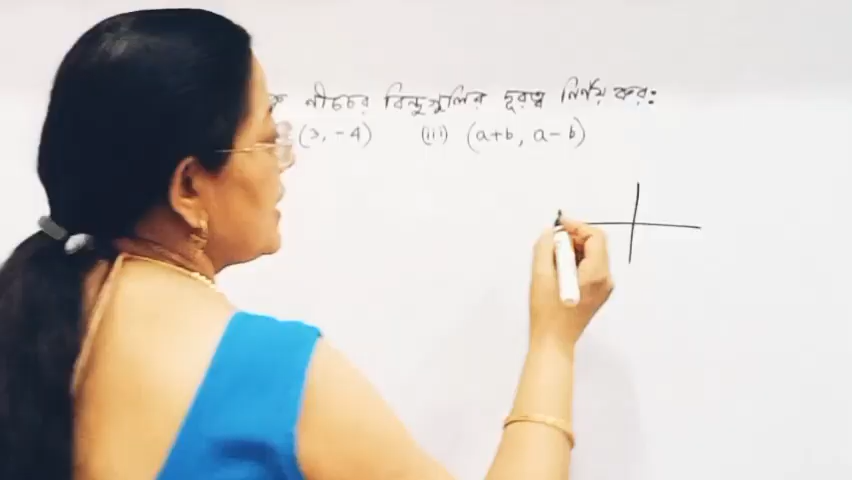 নীচের বিন্দুগুলির দূরত্ব নির্ণয় কর:
(3, -4) (iii) (a+b, a-b)